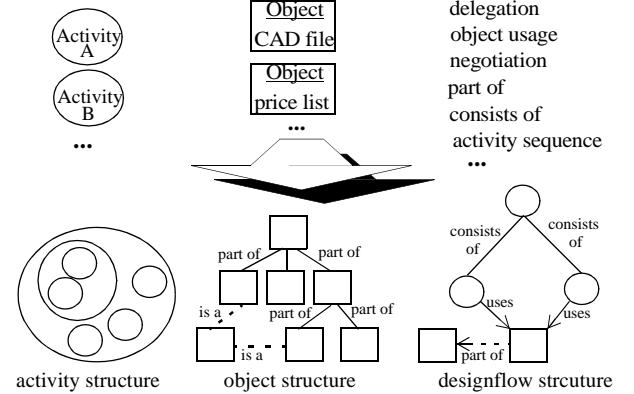 Activity
A
Activity
B
...
Object
CAD file
Object
price list
...
delegation
object usage
negotiation
part of
consists of
activity sequence
...
activity structure
part of
part of
is a
part of
part of
is a
object structure
consists
of
consists
of
uses
uses
part of
designflow strcuture